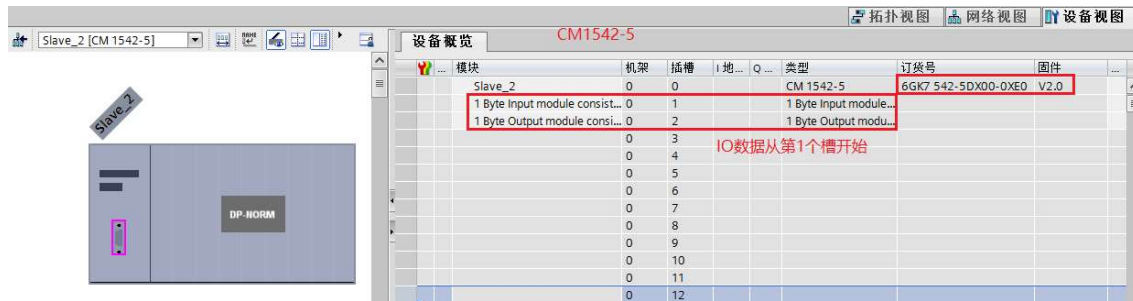 拓扑视图 网络视图 设备视图
Slave_2 [CM 1542-5]
设备概览 CM1542-5
... 模块 机架 插槽 I 地... Q ... 类型 订货号 固件 ...
Slave_2 0 0 CM 1542-5 6GK7 542-5DX00-0XE0 V2.0
1 Byte Input module consist... 0 1 1 Byte Input module...
1 Byte Output module consi... 0 2 1 Byte Output modu...
0 3
IO数据从第1个槽开始
0 4
0 5
0 6
0 7
0 8
0 9
0 10
0 11
0 12
Slave_2
DP-NORM